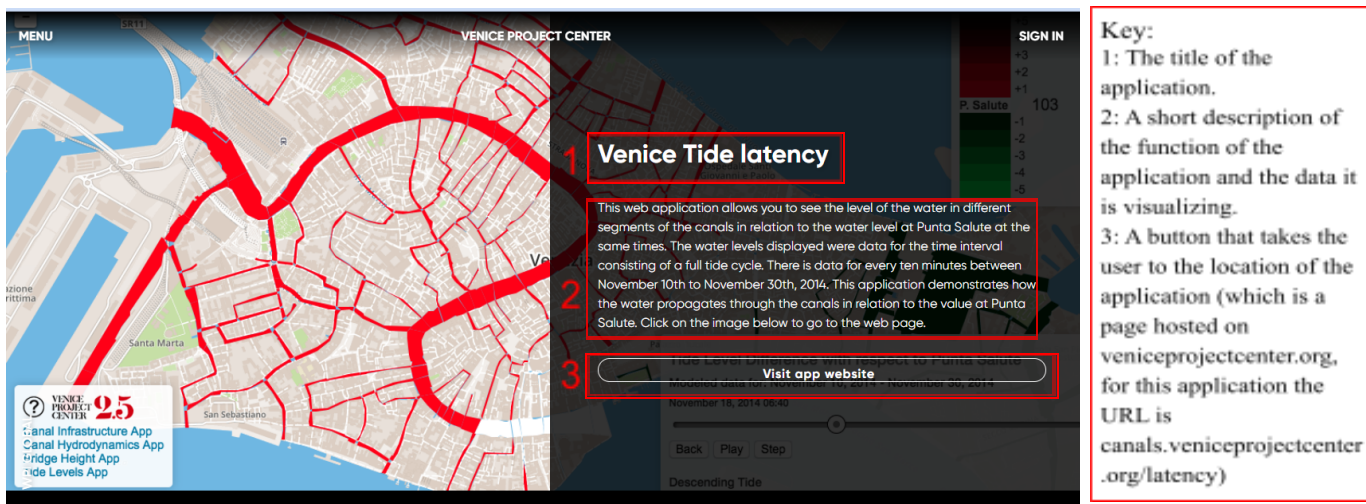 MENU
VENICE PROJECT CENTER
SIGN IN
SR11
+3
+2
+1
P. Salute 103
-1
-2
-3
-4
-5
1
Venice Tide latency
2
This web application allows you to see the level of the water in different
segments of the canals in relation to the water level at Punta Salute at the
same times. The water levels displayed were data for the time interval
consisting of a full tide cycle. There is data for every ten minutes between
November 10th to November 30th, 2014. This application demonstrates how
the water propagates through the canals in relation to the value at Punta
Salute. Click on the image below to go to the web page.
3
Tide Level Difference with respect to Punta Salute
Visit app website
Modeled data for: November 10, 2014 - November 30, 2014
November 18, 2014 06:40
Back Play Step
Descending Tide
Santa Marta
San Sebastiano
?
VENICE
PROJECT
CENTER 2.5
Canal Infrastructure App
Canal Hydrodynamics App
Bridge Height App
Tide Levels App
Key:
1: The title of the
application.
2: A short description of
the function of the
application and the data it
is visualizing.
3: A button that takes the
user to the location of the
application (which is a
page hosted on
veniceprojectcenter.org,
for this application the
URL is
canals.veniceprojectcenter
.org/latency)